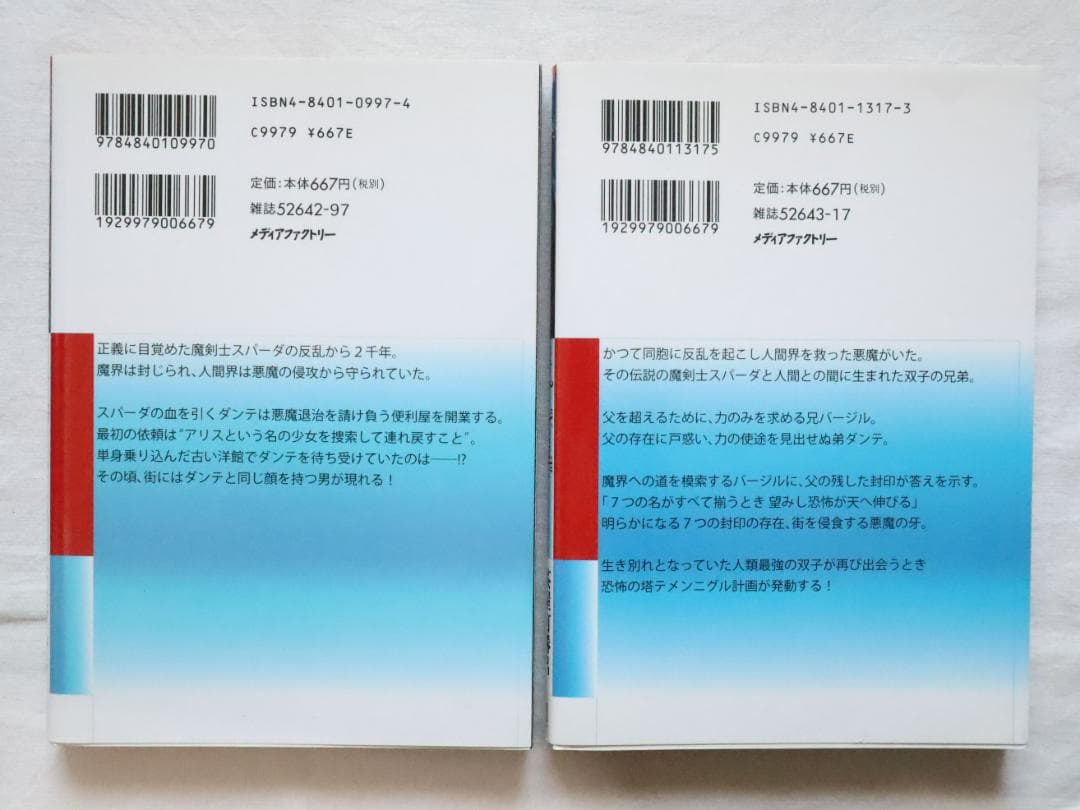 ISBN4-8401-0997-4
C9979 ¥667E
9784840109970
定価:本体667円(税別)
雑誌52642-97
メディアファクトリー
1929979006679
正義に目覚めた魔剣士スパーダの反乱から2千年。
魔界は封じられ、人間界は悪魔の侵攻から守られていた。
スパーダの血を引くダンテは悪魔退治を請け負う便利屋を開業する。
最初の依頼は“アリスという名の少女を捜索して連れ戻すこと”。
単身乗り込んだ古い洋館でダンテを待ち受けていたのは──!?
その頃、街にはダンテと同じ顔を持つ男が現れる!
ISBN4-8401-1317-3
C9979 ¥667E
9784840113175
定価:本体667円(税別)
雑誌52643-17
メディアファクトリー
1929979006679
かつて同胞に反乱を起こし人間界を救った悪魔がいた。
その伝説の魔剣士スパーダと人間との間に生まれた双子の兄弟。
父を超えるために、力のみを求める兄バージル。
父の存在に戸惑い、力の使途を見出せぬ弟ダンテ。
魔界への道を模索するバージルに、父の残した封印が答えを示す。
「7つの名がすべて揃うとき 望みし恐怖が天へ伸びる」
明らかになる7つの封印の存在、街を侵食する悪魔の牙。
生き別れとなっていた人類最強の双子が再び出会うとき
恐怖の塔テメンニグル計画が発動する!